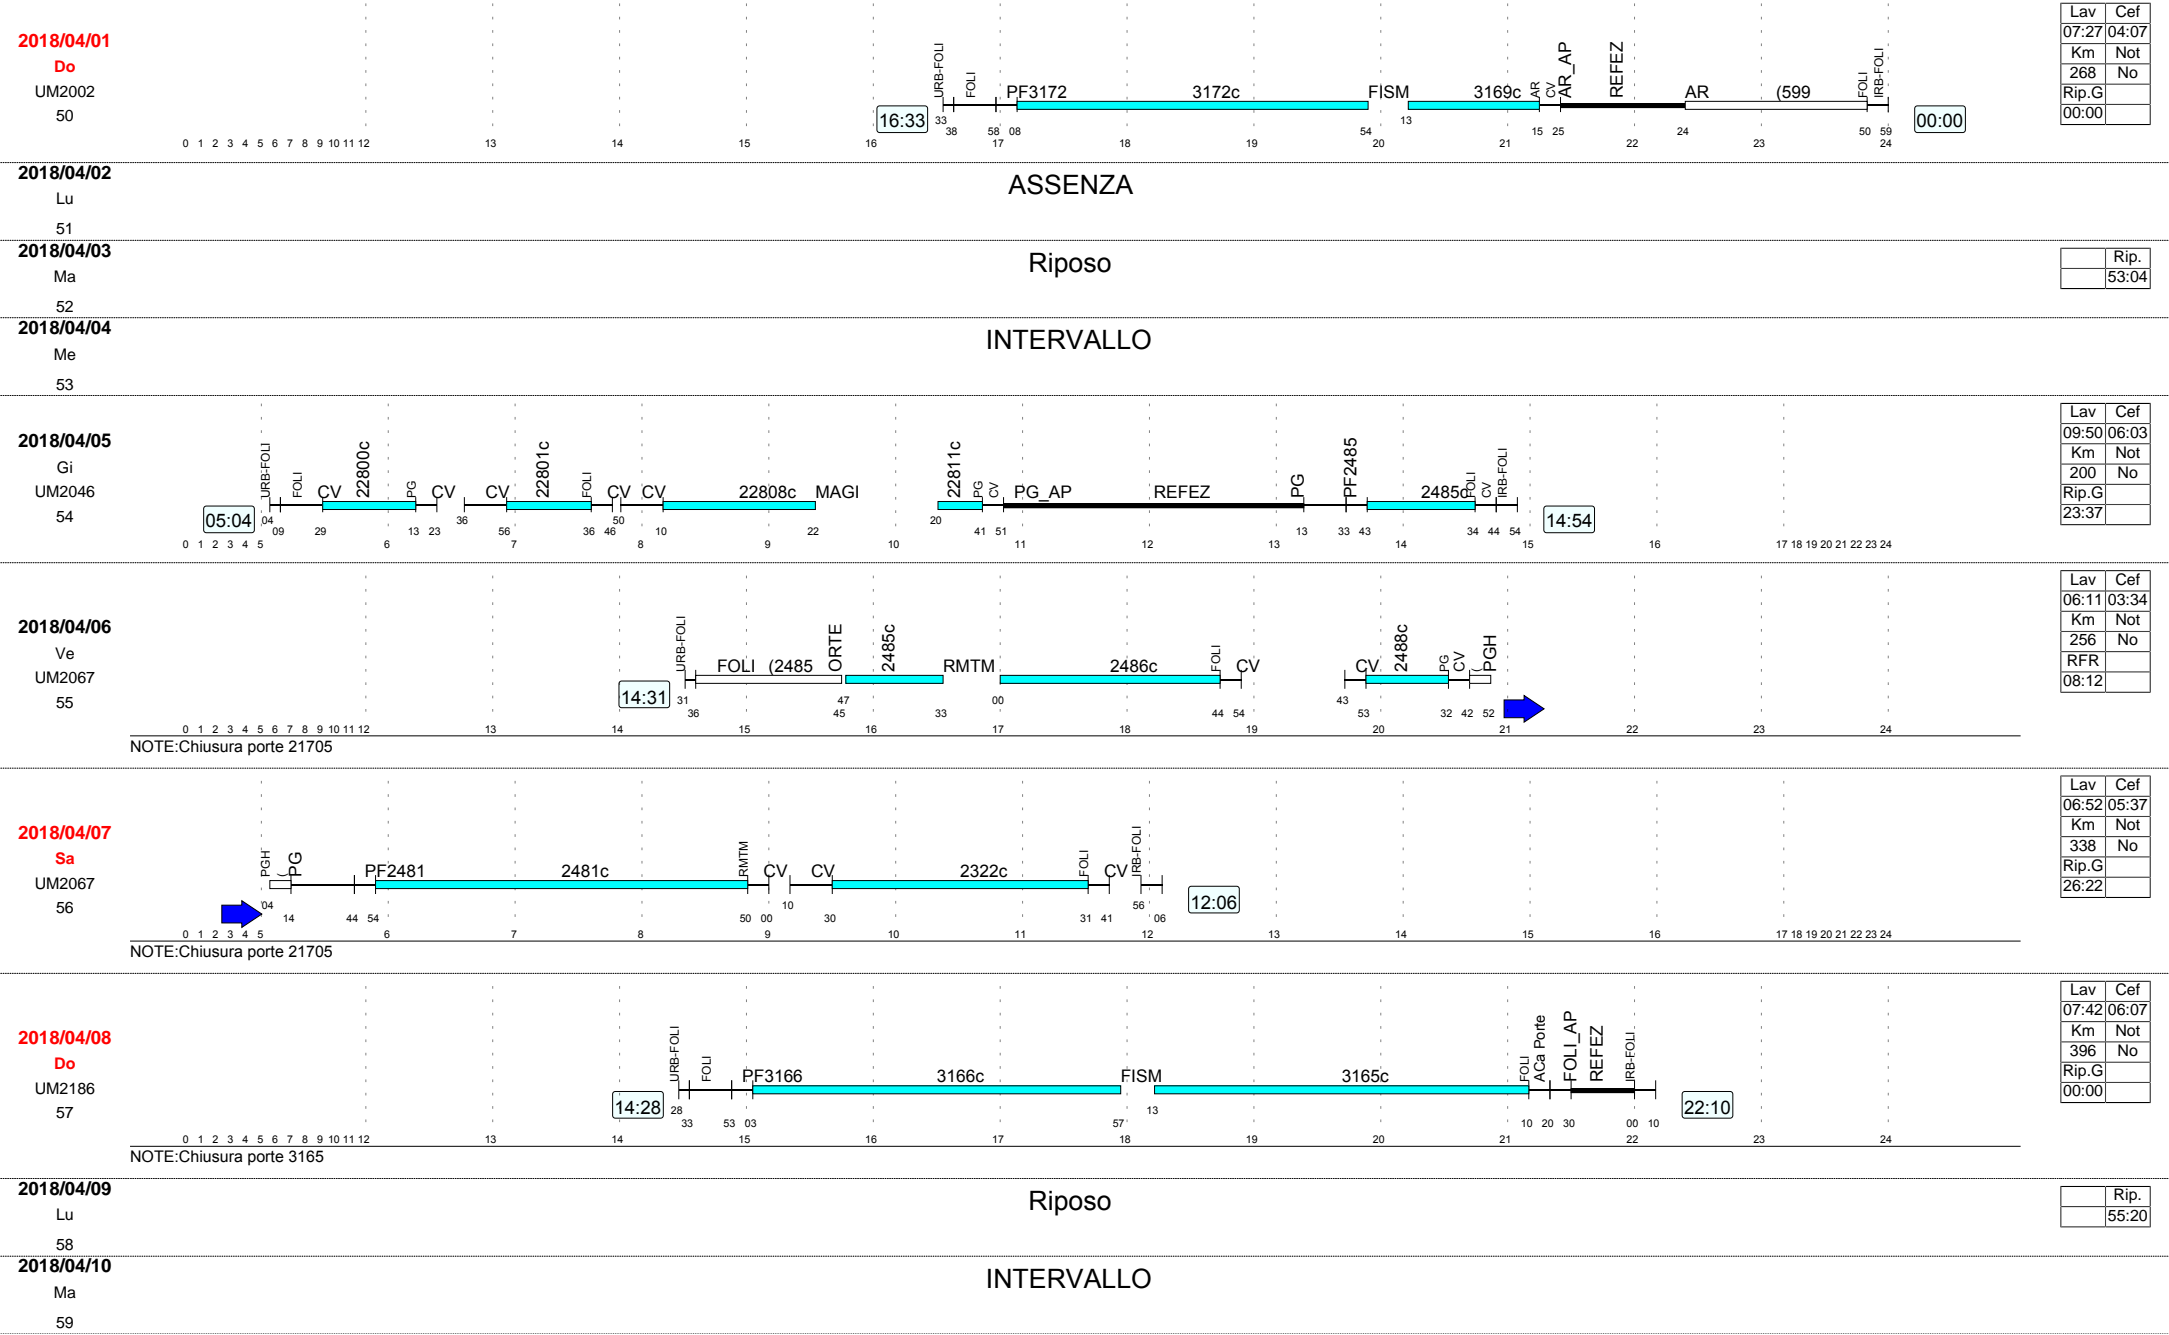 2018/04/01
Do
UM2002
50
16:33
URB-FOLI
FOLI
PF3172
3172c
FISM
3169c
AR
CV
AR_AP
REFEZ
AR
(599
FOLI
IRB-FOLI
00:00
33
38
58
08
54
13
15
25
24
50
59
0 1 2 3 4 5 6 7 8 9 10 11 12 13 14 15 16 17 18 19 20 21 22 23 24
Lav Cef
07:27 04:07
Km Not
268 No
Rip.G
00:00
2018/04/02
Lu
51
ASSENZA
2018/04/03
Ma
52
Riposo
Rip.
53:04
2018/04/04
Me
53
INTERVALLO
2018/04/05
Gi
UM2046
54
05:04
URB-FOLI
FOLI
CV
22800c
PG
CV
CV
22801c
FOLI
CV
CV
22808c
MAGI
22811c
PG
CV
PG_AP
REFEZ
PG
PF2485
2485c
FOLI
CV
IRB-FOLI
14:54
04
09
29
13
23
36
56
36
46
50
10
22
20
41
51
13
33
43
34
44
54
0 1 2 3 4 5 6 7 8 9 10 11 12 13 14 15 16 17 18 19 20 21 22 23 24
Lav Cef
09:50 06:03
Km Not
200 No
Rip.G
23:37
2018/04/06
Ve
UM2067
55
14:31
URB-FOLI
FOLI
(2485
ORTE
2485c
RMTM
2486c
FOLI
CV
CV
2488c
PG
CV
(
PGH
31
36
47
45
33
00
44
54
43
53
32
42
52
0 1 2 3 4 5 6 7 8 9 10 11 12 13 14 15 16 17 18 19 20 21 22 23 24
NOTE:Chiusura porte 21705
Lav Cef
06:11 03:34
Km Not
256 No
RFR
08:12
2018/04/07
Sa
UM2067
56
PGH
(
PG
PF2481
2481c
RMTM
CV
CV
2322c
FOLI
CV
IRB-FOLI
12:06
04
14
44
54
50
00
10
30
31
41
56
06
0 1 2 3 4 5 6 7 8 9 10 11 12 13 14 15 16 17 18 19 20 21 22 23 24
NOTE:Chiusura porte 21705
Lav Cef
06:52 05:37
Km Not
338 No
Rip.G
26:22
2018/04/08
Do
UM2186
57
14:28
URB-FOLI
FOLI
PF3166
3166c
FISM
3165c
FOLI
ACa Porte
FOLI_AP
REFEZ
IRB-FOLI
22:10
28
33
53
03
57
13
10
20
30
00
10
0 1 2 3 4 5 6 7 8 9 10 11 12 13 14 15 16 17 18 19 20 21 22 23 24
NOTE:Chiusura porte 3165
Lav Cef
07:42 06:07
Km Not
396 No
Rip.G
00:00
2018/04/09
Lu
58
Riposo
Rip.
55:20
2018/04/10
Ma
59
INTERVALLO